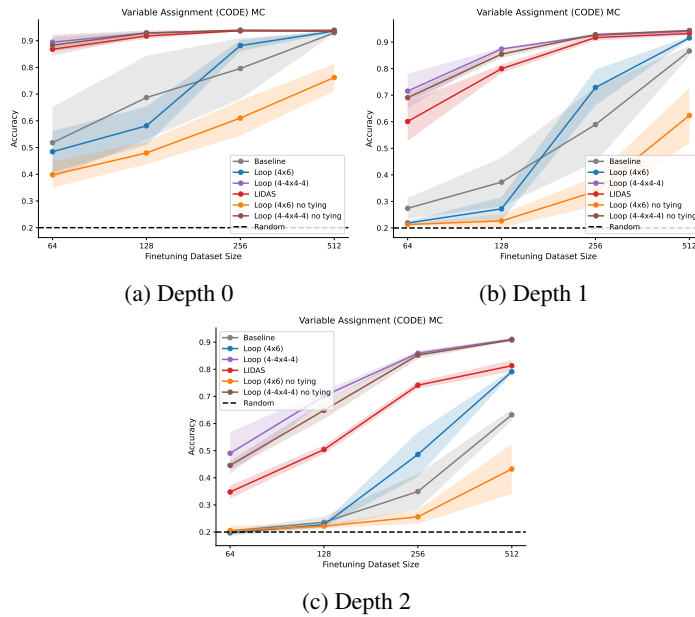 Variable Assignment (CODE) MC
0.9
0.8
0.7
0.6
0.5
0.4
0.3
0.2
Accuracy
Baseline
Loop (4x6)
Loop (4-4x4-4)
LIDAS
Loop (4x6) no tying
Loop (4-4x4-4) no tying
Random
64
128
256
512
Finetuning Dataset Size
(a) Depth 0
Variable Assignment (CODE) MC
0.9
0.8
0.7
0.6
0.5
0.4
0.3
0.2
Accuracy
Baseline
Loop (4x6)
Loop (4-4x4-4)
LIDAS
Loop (4x6) no tying
Loop (4-4x4-4) no tying
Random
64
128
256
512
Finetuning Dataset Size
(b) Depth 1
Variable Assignment (CODE) MC
0.9
0.8
0.7
0.6
0.5
0.4
0.3
0.2
Accuracy
Baseline
Loop (4x6)
Loop (4-4x4-4)
LIDAS
Loop (4x6) no tying
Loop (4-4x4-4) no tying
Random
64
128
256
512
Finetuning Dataset Size
(c) Depth 2